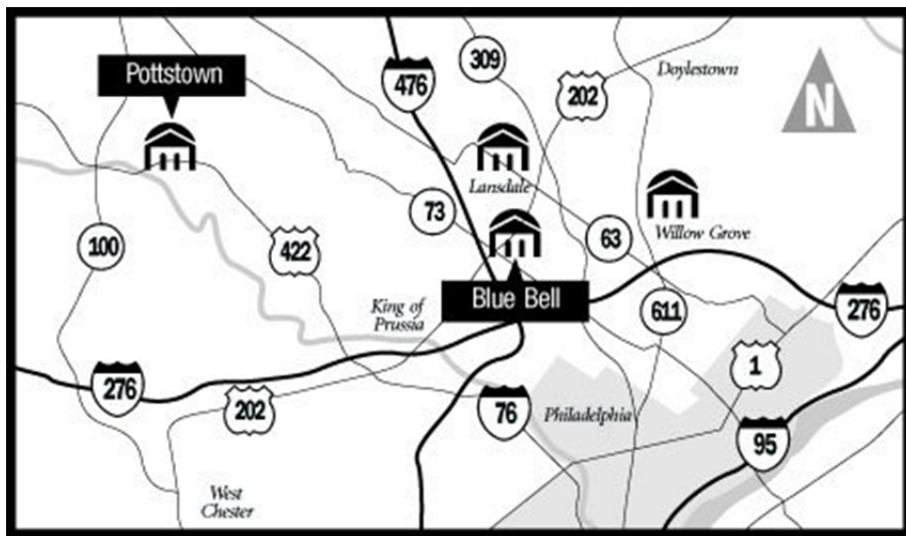 309
Pottstown
Doylestown
476
202
N
Lansdale
73
Willow Grove
63
100
422
Blue Bell
King of
Prussia
611
276
1
276
202
76
Philadelphia
95
West
Chester